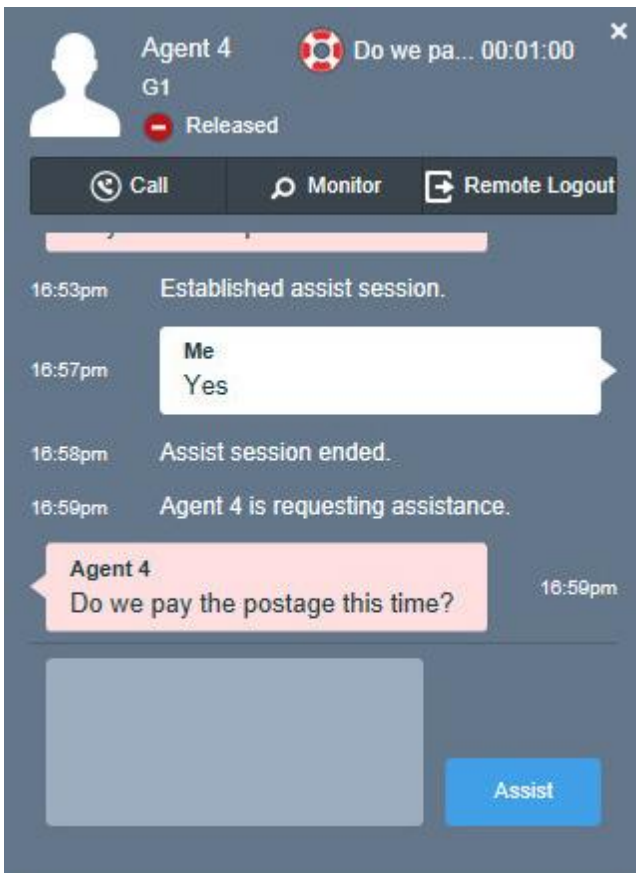 Agent 4
Do we pa... 00:01:00
G1
Released
Call
Monitor
Remote Logout
16:53pm Established assist session.
Me
16:57pm Yes
16:58pm Assist session ended.
16:59pm Agent 4 is requesting assistance.
Agent 4
Do we pay the postage this time? 16:59pm
Assist